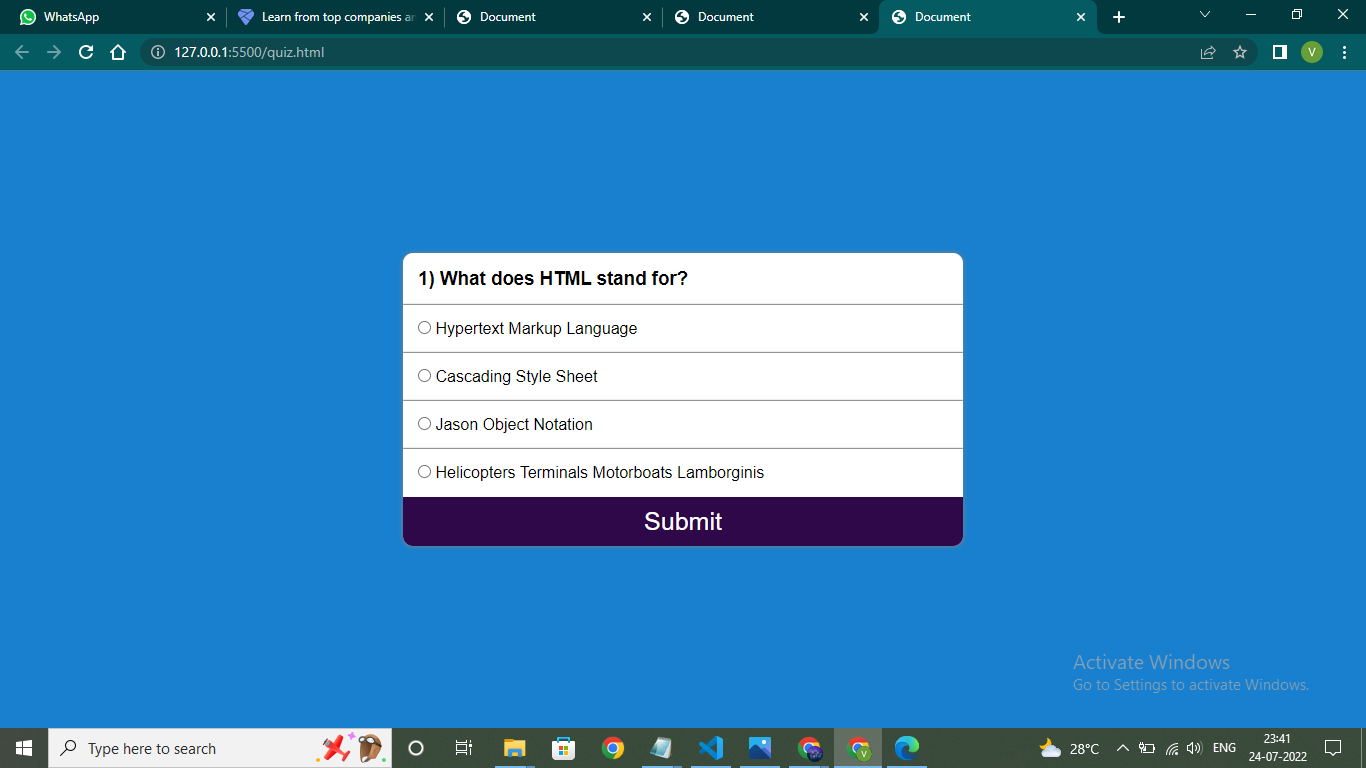 WhatsApp
Learn from top companies ar
Document
Document
Document
127.0.0.1:5500/quiz.html
V
1) What does HTML stand for?
Hypertext Markup Language
Cascading Style Sheet
Jason Object Notation
Helicopters Terminals Motorboats Lamborginis
Submit
Activate Windows
Go to Settings to activate Windows.
Type here to search
V
28°C
ENG
23:41
24-07-2022